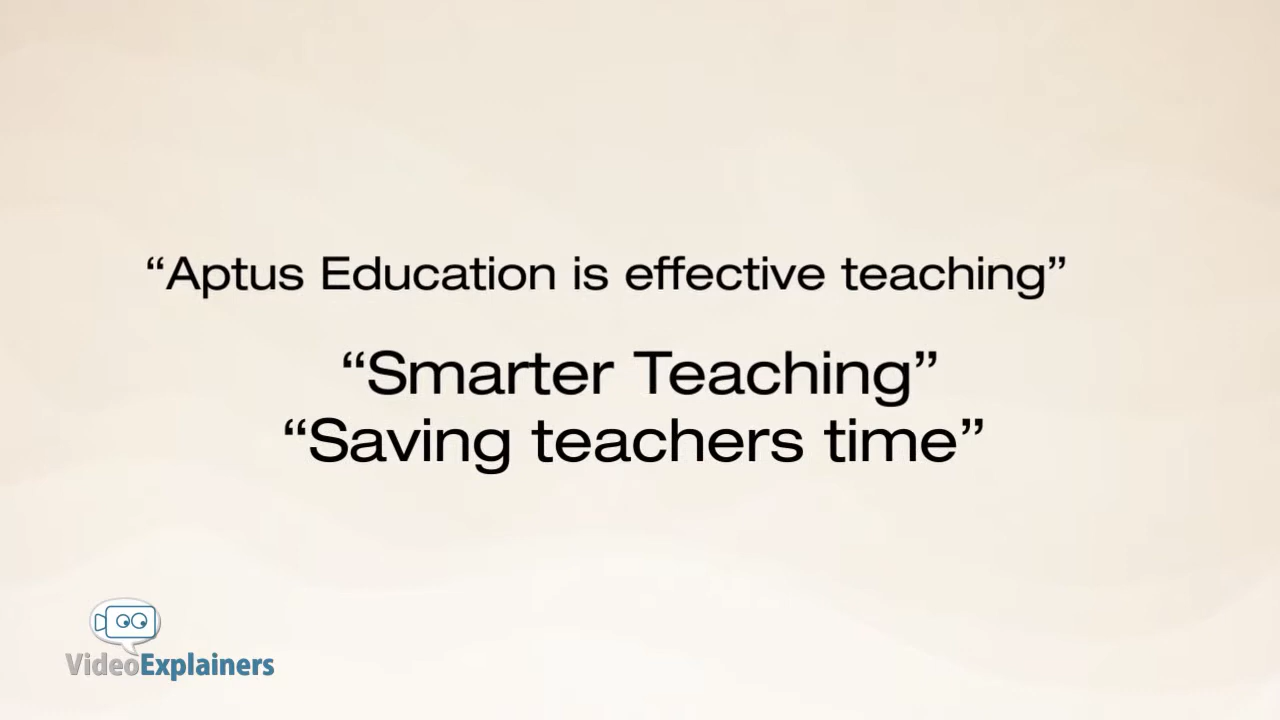 “Aptus Education is effective teaching”
“Smarter Teaching”
“Saving teachers time”
VideoExplainers